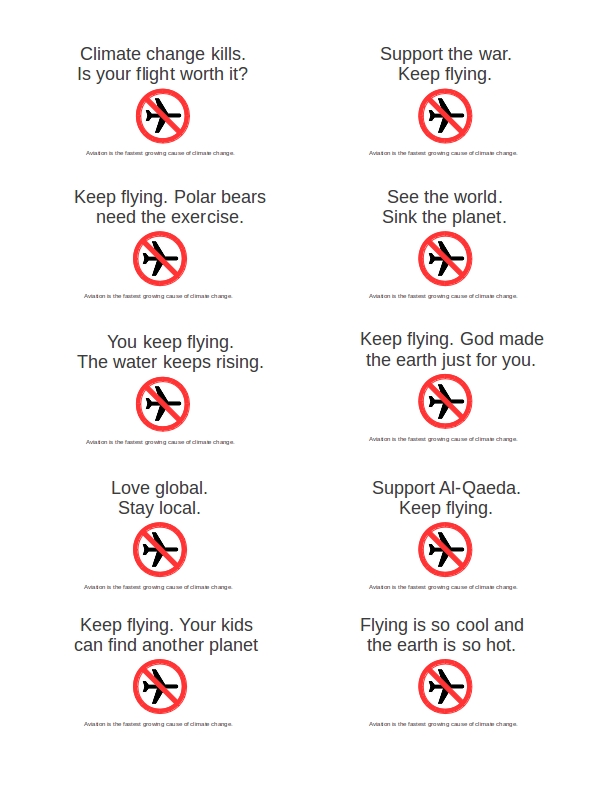 Climate change kills.
Is your flight worth it?
Aviation is the fastest growing cause of climate change.
Support the war.
Keep flying.
Aviation is the fastest growing cause of climate change.
Keep flying. Polar bears
need the exercise.
Aviation is the fastest growing cause of climate change.
See the world.
Sink the planet.
Aviation is the fastest growing cause of climate change.
You keep flying.
The water keeps rising.
Aviation is the fastest growing cause of climate change.
Keep flying. God made
the earth just for you.
Aviation is the fastest growing cause of climate change.
Love global.
Stay local.
Aviation is the fastest growing cause of climate change.
Support Al-Qaeda.
Keep flying.
Aviation is the fastest growing cause of climate change.
Keep flying. Your kids
can find another planet
Aviation is the fastest growing cause of climate change.
Flying is so cool and
the earth is so hot.
Aviation is the fastest growing cause of climate change.